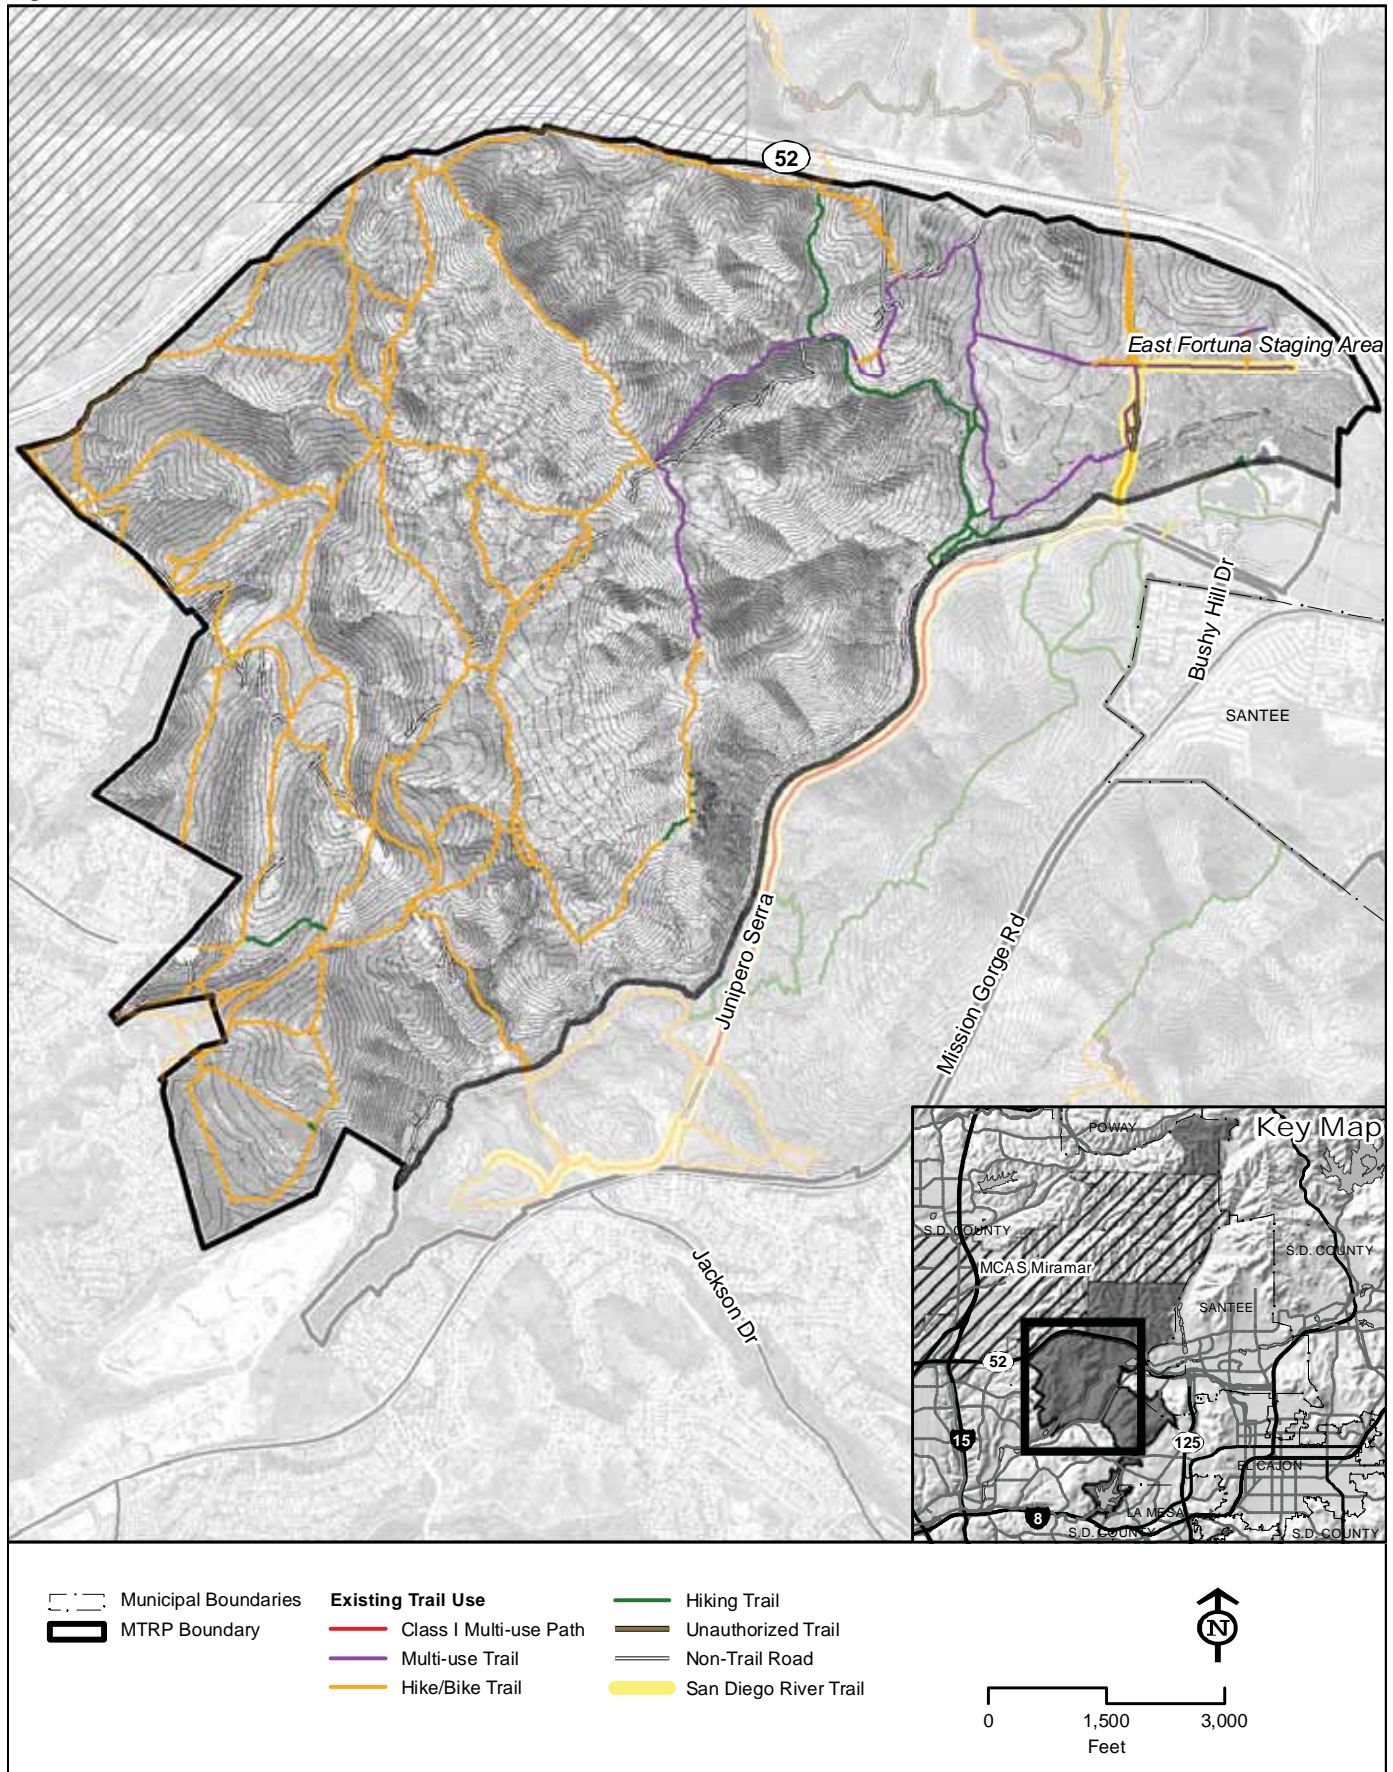 52
East Fortuna Staging Area
Bushy Hill Dr
SANTEE
Junipero Serra
Mission Gorge Rd
Jackson Dr
Key Map
POWAY
S.D. COUNTY
S.D. COUNTY
MCAS Miramar
SANTEE
52
15
125
EL CAJON
8
LA MESA
S.D. COUNTY
S.D. COUNTY
Municipal Boundaries
MTRP Boundary
Existing Trail Use
Class I Multi-use Path
Multi-use Trail
Hike/Bike Trail
Hiking Trail
Unauthorized Trail
Non-Trail Road
San Diego River Trail
N
0 1,500 3,000
Feet